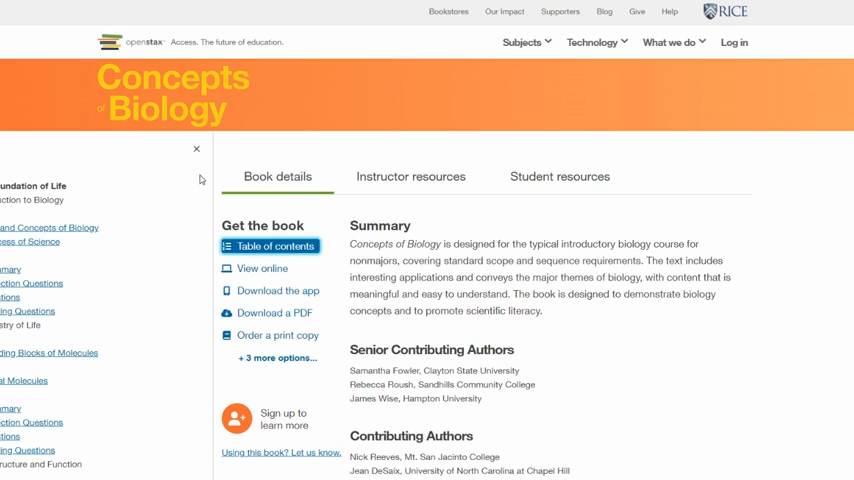 Bookstores Our Impact Supporters Blog Give Help RICE
openstax Access. The future of education.
Subjects Technology What we do Log in
Concepts
of Biology
Book details Instructor resources Student resources
undation of Life
uction to Biology
and Concepts of Biology
cess of Science
mmary
ction Questions
stions
ing Questions
stry of Life
ding Blocks of Molecules
al Molecules
mmary
ction Questions
stions
ing Questions
ructure and Function
Get the book
Table of contents
View online
Download the app
Download a PDF
Order a print copy
+ 3 more options...
Sign up to
learn more
Using this book? Let us know.
Summary
Concepts of Biology is designed for the typical introductory biology course for
nonmajors, covering standard scope and sequence requirements. The text includes
interesting applications and conveys the major themes of biology, with content that is
meaningful and easy to understand. The book is designed to demonstrate biology
concepts and to promote scientific literacy.
Senior Contributing Authors
Samantha Fowler, Clayton State University
Rebecca Roush, Sandhills Community College
James Wise, Hampton University
Contributing Authors
Nick Reeves, Mt. San Jacinto College
Jean DeSaix, University of North Carolina at Chapel Hill